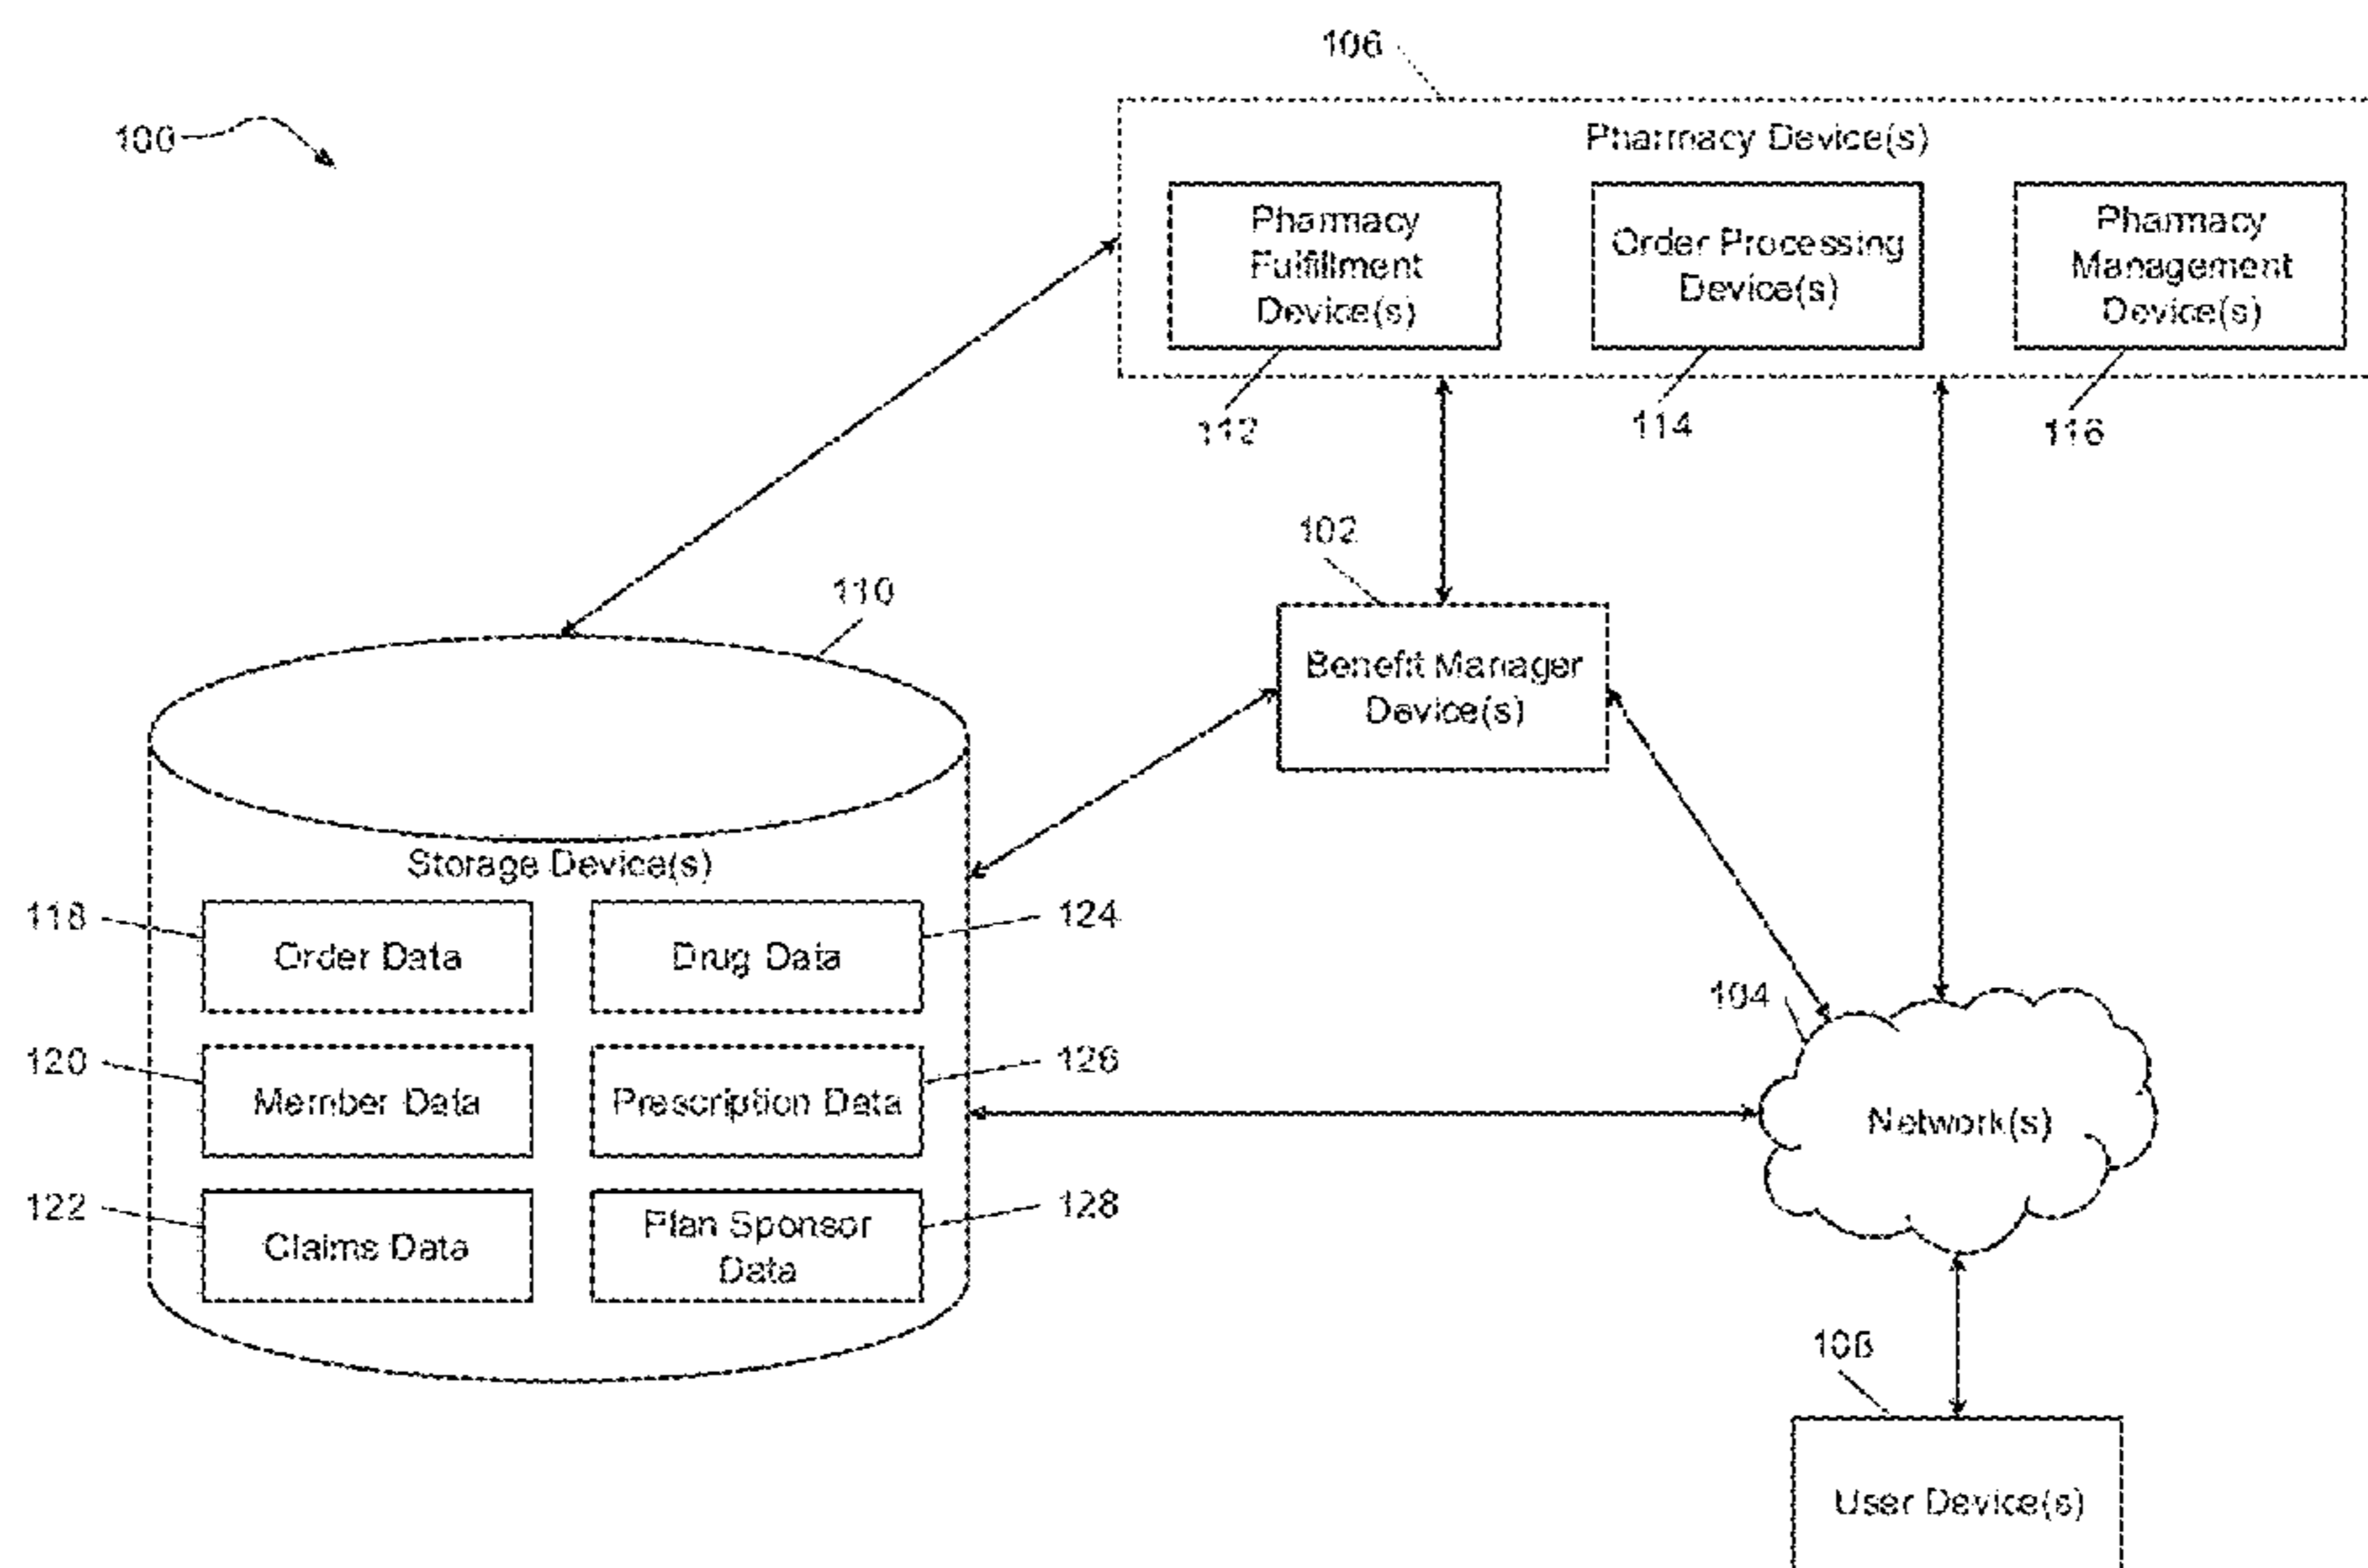 106
100
Pharmacy Device(s)
Pharmacy
Fulfillment
Device(s)
Order Processing
Device(s)
Pharmacy
Management
Device(s)
112
114
116
102
110
Benefit Manager
Device(s)
Storage Device(s)
118
Order Data
Drug Data
124
104
120
Member Data
Prescription Data
126
Network(s)
122
Claims Data
Plan Sponsor
Data
128
108
User Device(s)